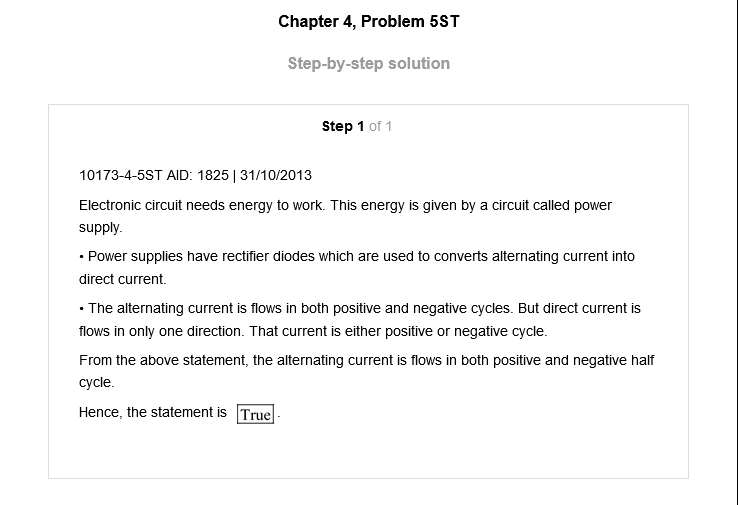 Chapter 4, Problem 5ST
Step-by-step solution
Step 1 of 1
10173-4-5ST AID: 1825 | 31/10/2013
Electronic circuit needs energy to work. This energy is given by a circuit called power
supply.
• Power supplies have rectifier diodes which are used to converts alternating current into
direct current.
• The alternating current is flows in both positive and negative cycles. But direct current is
flows in only one direction. That current is either positive or negative cycle.
From the above statement, the alternating current is flows in both positive and negative half
cycle.
Hence, the statement is True.